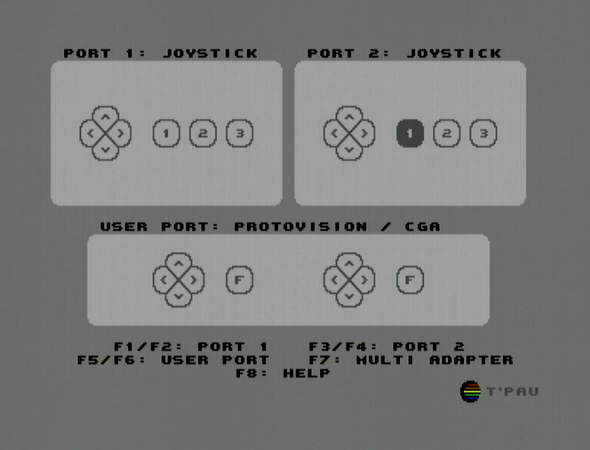 PORT 1: JOYSTICK PORT 2: JOYSTICK
1 2 3 1 2 3
USER PORT: PROTOVISION / CGA
F F
F1/F2: PORT 1 F3/F4: PORT 2
F5/F6: USER PORT F7: MULTI ADAPTER
F8: HELP
T'PAU